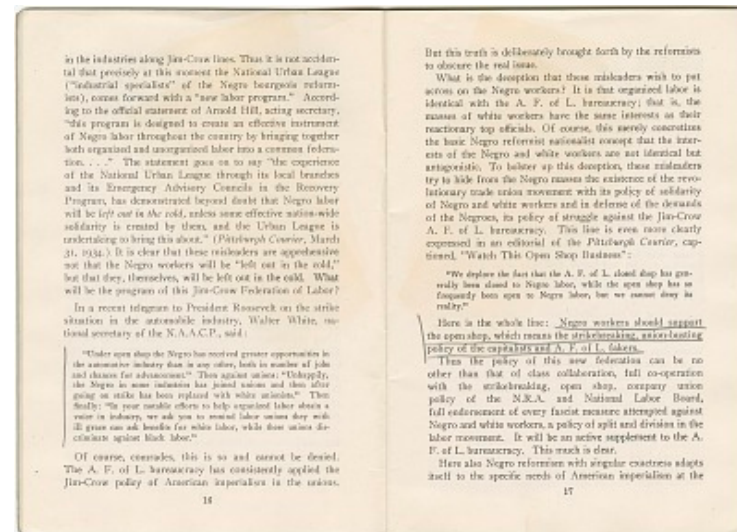 in the industries along Jim-Crow lines. Thus it is not acciden-
tal that precisely at this moment the National Urban League
("industrial specialists" of the Negro bourgeois reform-
ists), comes forward with a "new labor program." Accord-
ing to the official statement of Arnold Hill, acting secretary,
"this program is designed to create an effective instrument
of Negro labor throughout the country by bringing together
both organized and unorganized labor into a common federa-
tion. . . ." The statement goes on to say "the experience
of the National Urban League through its local branches
and its Emergency Advisory Councils in the Recovery
Program, has demonstrated beyond doubt that Negro labor
will be left out in the cold, unless some effective nation-wide
solidarity is created by them, and the Urban League is
undertaking to bring this about." (Pittsburgh Courier, March
31, 1934.) It is clear that these misleaders are apprehensive
not that the Negro workers will be "left out in the cold,"
but that they, themselves, will be left out in the cold. What
will be the program of this Jim-Crow Federation of Labor?
In a recent telegram to President Roosevelt on the strike
situation in the automobile industry, Walter White, na-
tional secretary of the N.A.A.C.P., said:
"Under open shop the Negro has received greater opportunities in
the automotive industry than in any other, both in number of jobs
and chances for advancement." Then against unions: "Unhappily,
the Negro in some industries has joined unions and then after
going on strike has been replaced with white unionists." Then
finally: "In your notable efforts to help organized labor obtain a
voice in industry, we ask you to remind labor unions they with
ill grace can ask benefits for white labor, while these unions dis-
criminate against black labor."
Of course, comrades, this is so and cannot be denied.
The A. F. of L. bureaucracy has consistently applied the
Jim-Crow policy of American imperialism in the unions.
16
But this truth is deliberately brought forth by the reformists
to obscure the real issue.
What is the deception that these misleaders wish to put
across on the Negro workers? It is that organized labor is
identical with the A. F. of L. bureaucracy; that is, the
masses of white workers have the same interests as their
reactionary top officials. Of course, this merely concretizes
the basic Negro reformist nationalist concept that the inter-
ests of the Negro and white workers are not identical but
antagonistic. To bolster up this deception, these misleaders
try to hide from the Negro masses the existence of the revo-
lutionary trade union movement with its policy of solidarity
of Negro and white workers and in defense of the demands
of the Negroes, its policy of struggle against the Jim-Crow
A. F. of L. bureaucracy. This line is even more clearly
expressed in an editorial of the Pittsburgh Courier, cap-
tioned, "Watch This Open Shop Business":
"We deplore the fact that the A. F. of L. closed shop has gen-
erally been closed to Negro labor, while the open shop has as
frequently been open to Negro labor, but we cannot deny its
reality."
Here is the whole line: Negro workers should support
the open shop, which means the strikebreaking, union-busting
policy of the capitalists and A. F. of L. fakers.
Thus the policy of this new federation can be no
other than that of class collaboration, full co-operation
with the strikebreaking, open shop, company union
policy of the N.R.A. and National Labor Board,
full endorsement of every fascist measure attempted against
Negro and white workers, a policy of split and division in the
labor movement. It will be an active supplement to the A.
F. of L. bureaucracy. This much is clear.
Here also Negro reformism with singular exactness adapts
itself to the specific needs of American imperialism at the
17